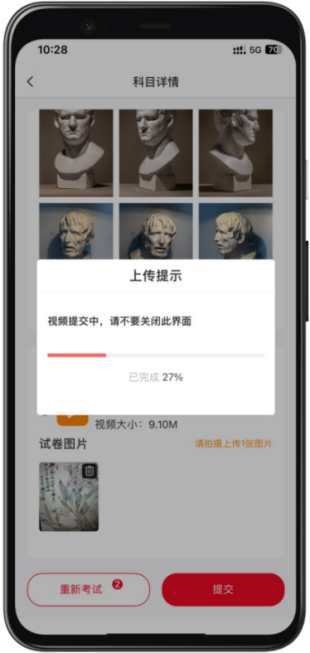 10:28
5G 70
科目详情
上传提示
视频提交中，请不要关闭此界面
已完成 27%
视频大小：9.10M
试卷图片
请拍摄上传1张图片
重新考试 2
提交